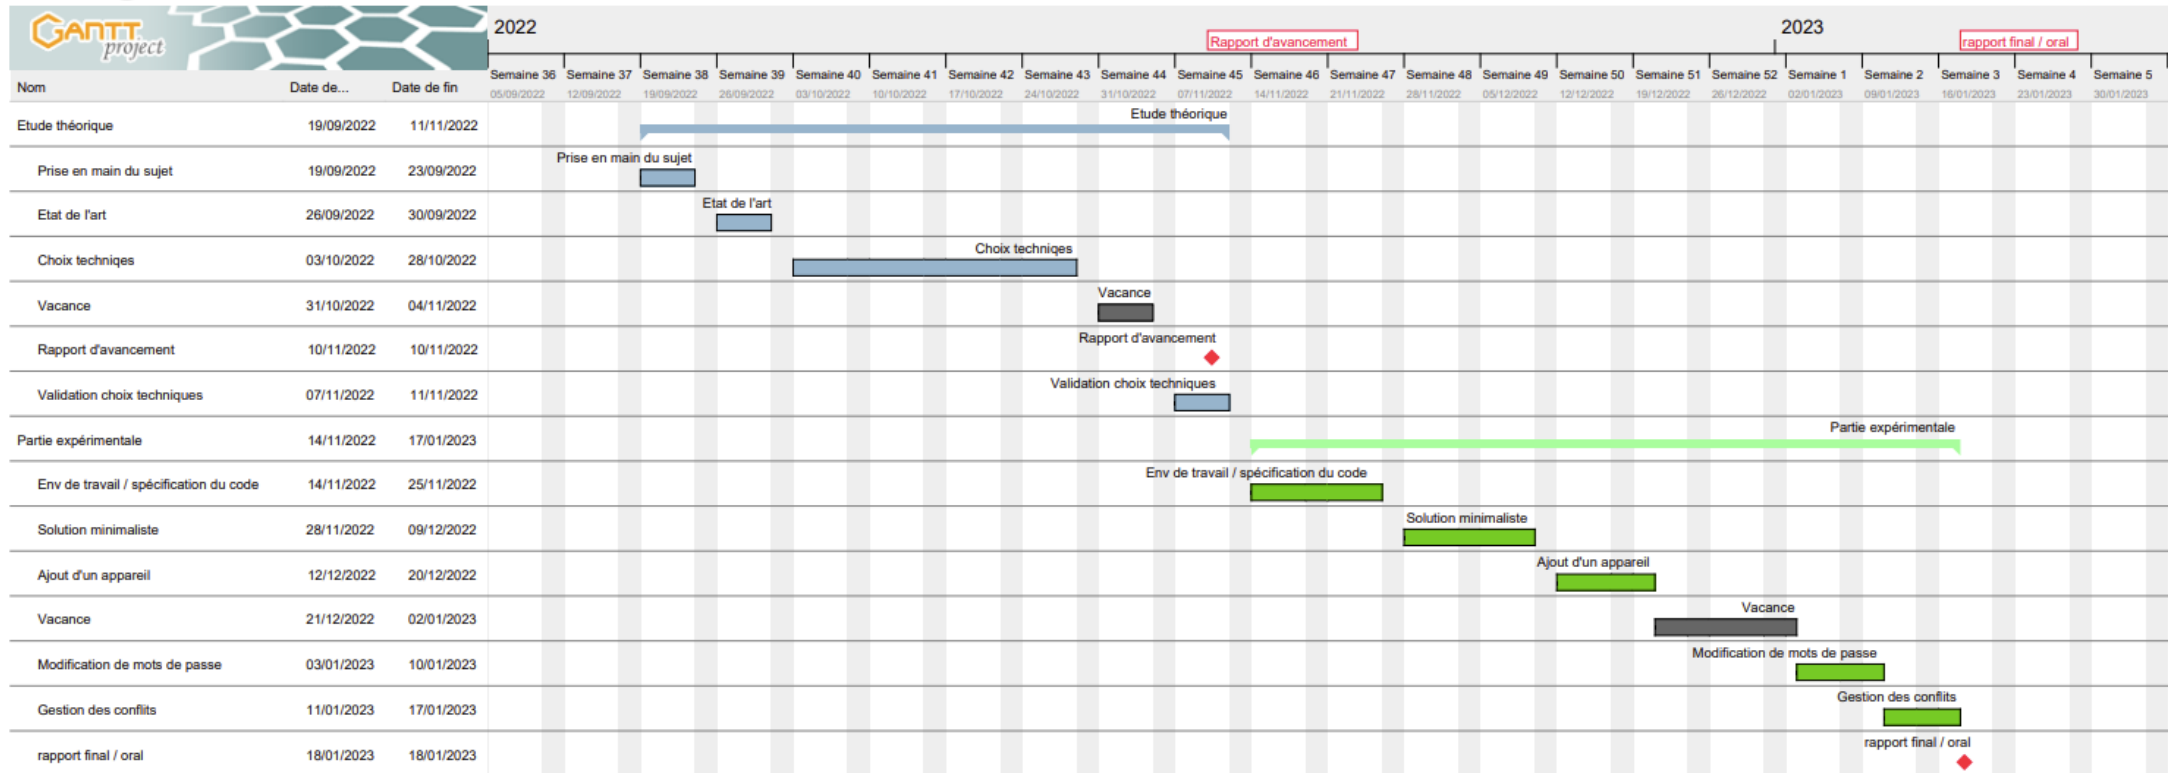 GANTT
project
2022
2023
Rapport d'avancement
rapport final / oral
Nom Date de... Date de fin
Semaine 36 Semaine 37 Semaine 38 Semaine 39 Semaine 40 Semaine 41 Semaine 42 Semaine 43 Semaine 44 Semaine 45 Semaine 46 Semaine 47 Semaine 48 Semaine 49 Semaine 50 Semaine 51 Semaine 52 Semaine 1 Semaine 2 Semaine 3 Semaine 4 Semaine 5
05/09/2022 12/09/2022 19/09/2022 26/09/2022 03/10/2022 10/10/2022 17/10/2022 24/10/2022 31/10/2022 07/11/2022 14/11/2022 21/11/2022 28/11/2022 05/12/2022 12/12/2022 19/12/2022 26/12/2022 02/01/2023 09/01/2023 16/01/2023 23/01/2023 30/01/2023
Etude théorique 19/09/2022 11/11/2022 Etude théorique
Prise en main du sujet 19/09/2022 23/09/2022 Prise en main du sujet
Etat de l'art 26/09/2022 30/09/2022 Etat de l'art
Choix techniqes 03/10/2022 28/10/2022 Choix techniqes
Vacance 31/10/2022 04/11/2022 Vacance
Rapport d'avancement 10/11/2022 10/11/2022 Rapport d'avancement
Validation choix techniques 07/11/2022 11/11/2022 Validation choix techniques
Partie expérimentale 14/11/2022 17/01/2023 Partie expérimentale
Env de travail / spécification du code 14/11/2022 25/11/2022 Env de travail / spécification du code
Solution minimaliste 28/11/2022 09/12/2022 Solution minimaliste
Ajout d'un appareil 12/12/2022 20/12/2022 Ajout d'un appareil
Vacance 21/12/2022 02/01/2023 Vacance
Modification de mots de passe 03/01/2023 10/01/2023 Modification de mots de passe
Gestion des conflits 11/01/2023 17/01/2023 Gestion des conflits
rapport final / oral 18/01/2023 18/01/2023 rapport final / oral